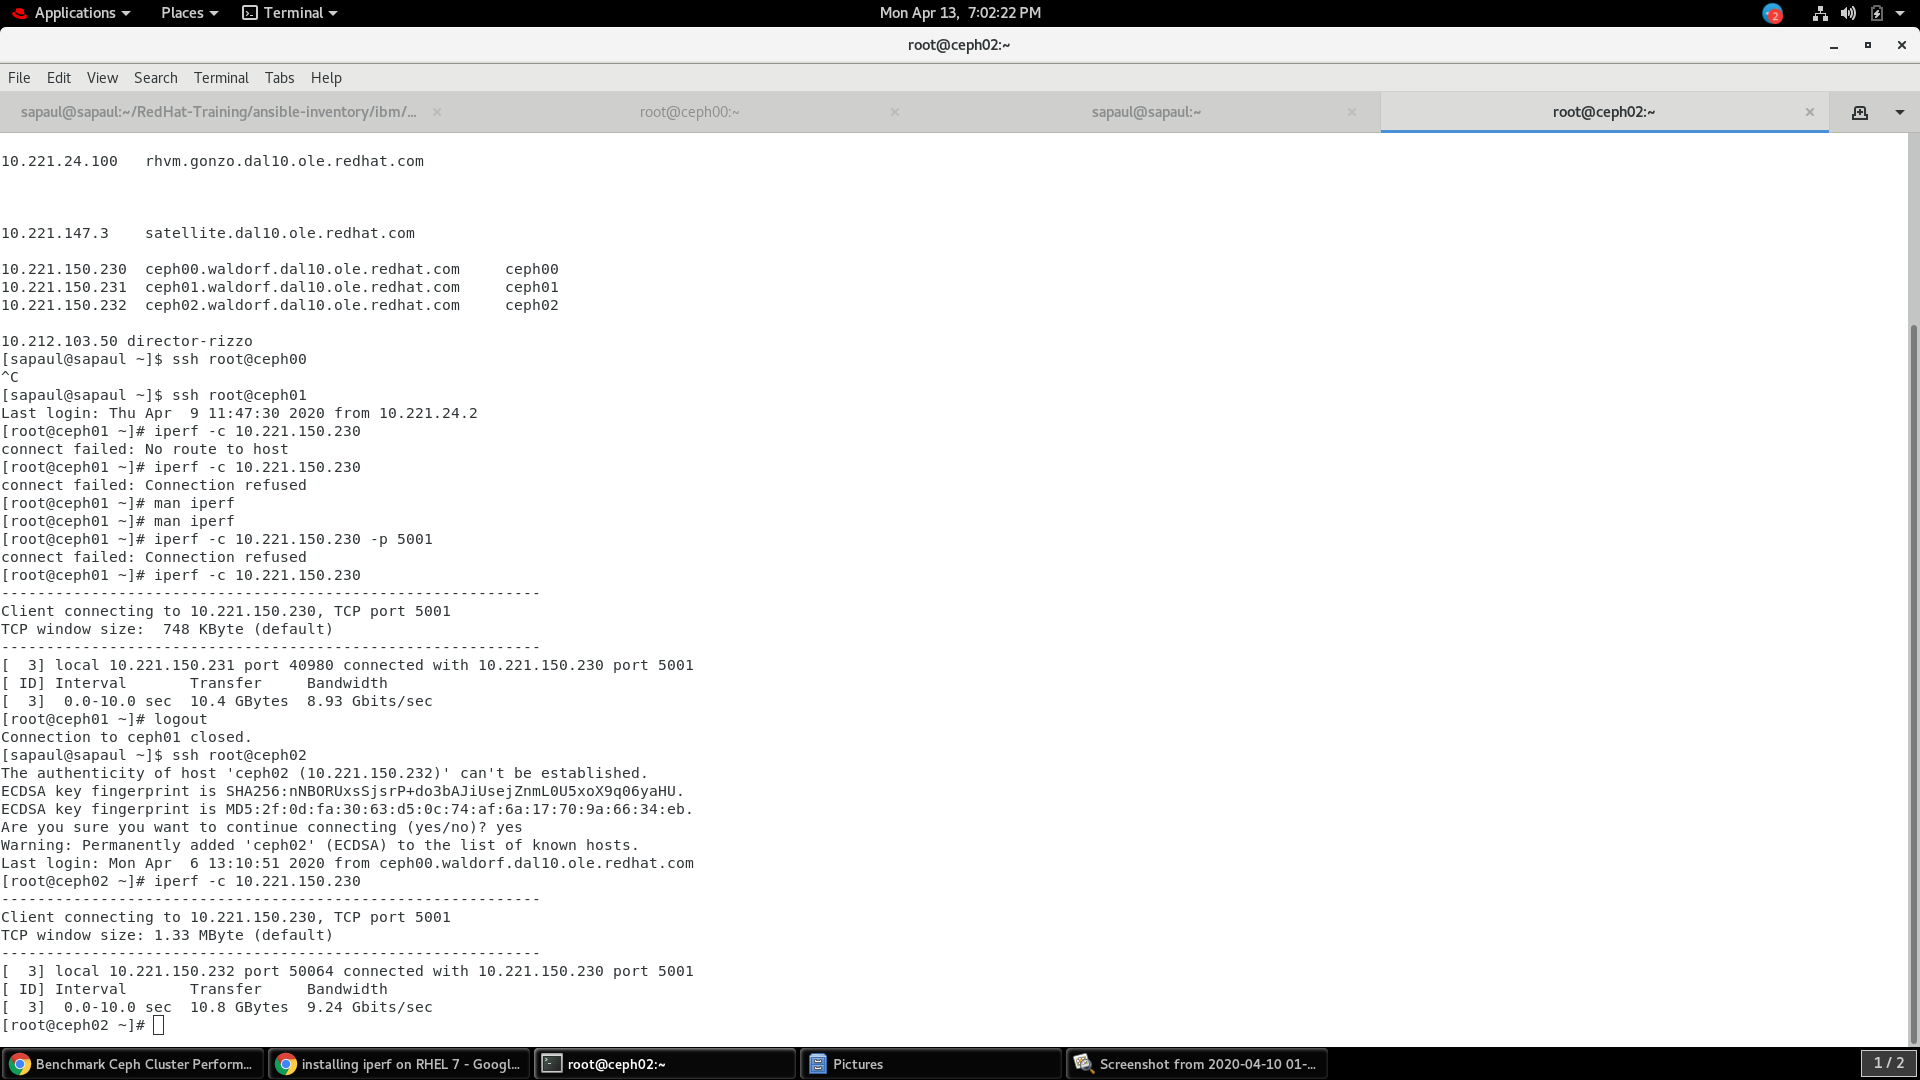 Applications Places Terminal Mon Apr 13, 7:02:22 PM 2
root@ceph02:~
File Edit View Search Terminal Tabs Help
sapaul@sapaul:~/RedHat-Training/ansible-inventory/ibm/... root@ceph00:~ sapaul@sapaul:~ root@ceph02:~
10.221.24.100   rhvm.gonzo.dal10.ole.redhat.com
10.221.147.3    satellite.dal10.ole.redhat.com
10.221.150.230  ceph00.waldorf.dal10.ole.redhat.com     ceph00
10.221.150.231  ceph01.waldorf.dal10.ole.redhat.com     ceph01
10.221.150.232  ceph02.waldorf.dal10.ole.redhat.com     ceph02
10.212.103.50 director-rizzo
[sapaul@sapaul ~]$ ssh root@ceph00
^C
[sapaul@sapaul ~]$ ssh root@ceph01
Last login: Thu Apr  9 11:47:30 2020 from 10.221.24.2
[root@ceph01 ~]# iperf -c 10.221.150.230
connect failed: No route to host
[root@ceph01 ~]# iperf -c 10.221.150.230
connect failed: Connection refused
[root@ceph01 ~]# man iperf
[root@ceph01 ~]# man iperf
[root@ceph01 ~]# iperf -c 10.221.150.230 -p 5001
connect failed: Connection refused
[root@ceph01 ~]# iperf -c 10.221.150.230
------------------------------------------------------------
Client connecting to 10.221.150.230, TCP port 5001
TCP window size:  748 KByte (default)
------------------------------------------------------------
[  3] local 10.221.150.231 port 40980 connected with 10.221.150.230 port 5001
[ ID] Interval       Transfer     Bandwidth
[  3]  0.0-10.0 sec  10.4 GBytes  8.93 Gbits/sec
[root@ceph01 ~]# logout
Connection to ceph01 closed.
[sapaul@sapaul ~]$ ssh root@ceph02
The authenticity of host 'ceph02 (10.221.150.232)' can't be established.
ECDSA key fingerprint is SHA256:nNBORUxsSjsrP+do3bAJiUsejZnmL0U5xoX9q06yaHU.
ECDSA key fingerprint is MD5:2f:0d:fa:30:63:d5:0c:74:af:6a:17:70:9a:66:34:eb.
Are you sure you want to continue connecting (yes/no)? yes
Warning: Permanently added 'ceph02' (ECDSA) to the list of known hosts.
Last login: Mon Apr  6 13:10:51 2020 from ceph00.waldorf.dal10.ole.redhat.com
[root@ceph02 ~]# iperf -c 10.221.150.230
------------------------------------------------------------
Client connecting to 10.221.150.230, TCP port 5001
TCP window size: 1.33 MByte (default)
------------------------------------------------------------
[  3] local 10.221.150.232 port 50064 connected with 10.221.150.230 port 5001
[ ID] Interval       Transfer     Bandwidth
[  3]  0.0-10.0 sec  10.8 GBytes  9.24 Gbits/sec
[root@ceph02 ~]#
Benchmark Ceph Cluster Perform... installing iperf on RHEL 7 - Googl... root@ceph02:~ Pictures Screenshot from 2020-04-10 01-... 1 / 2